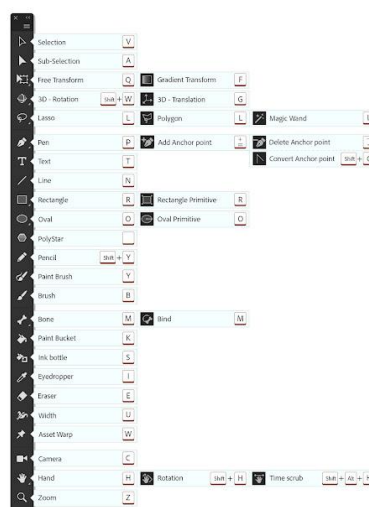 Selection V
Sub-Selection A
Free Transform Q Gradient Transform F
3D - Rotation Shift + W 3D - Translation G
Lasso L Polygon L Magic Wand
Pen P Add Anchor point Delete Anchor point
Convert Anchor point Shift +
Text T
Line N
Rectangle R Rectangle Primitive R
Oval O Oval Primitive O
PolyStar
Pencil Shift + Y
Paint Brush Y
Brush B
Bone M Bind M
Paint Bucket K
Ink bottle S
Eyedropper I
Eraser E
Width U
Asset Warp W
Camera C
Hand H Rotation Shift + H Time scrub Shift + Alt + H
Zoom Z